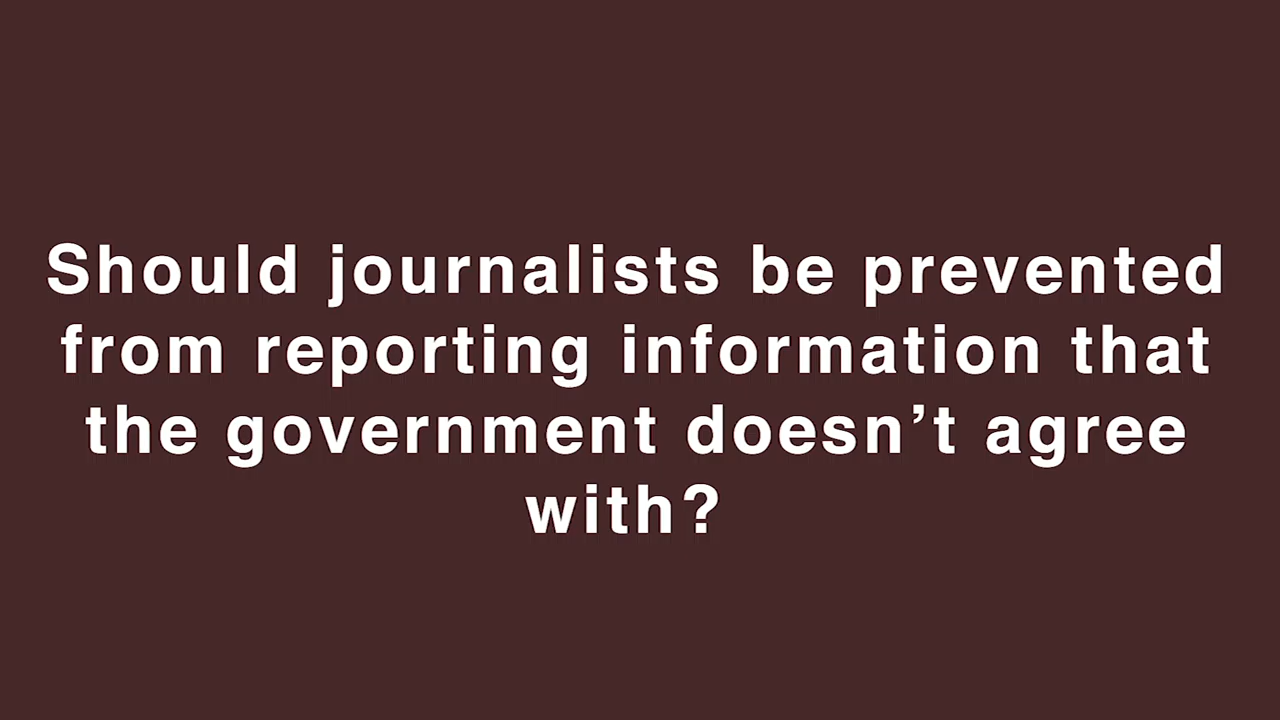 Should journalists be prevented
from reporting information that
the government doesn’t agree
with?